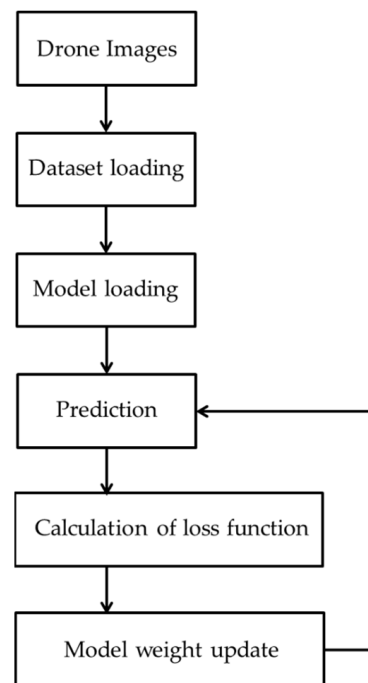 Drone Images
Dataset loading
Model loading
Prediction
Calculation of loss function
Model weight update